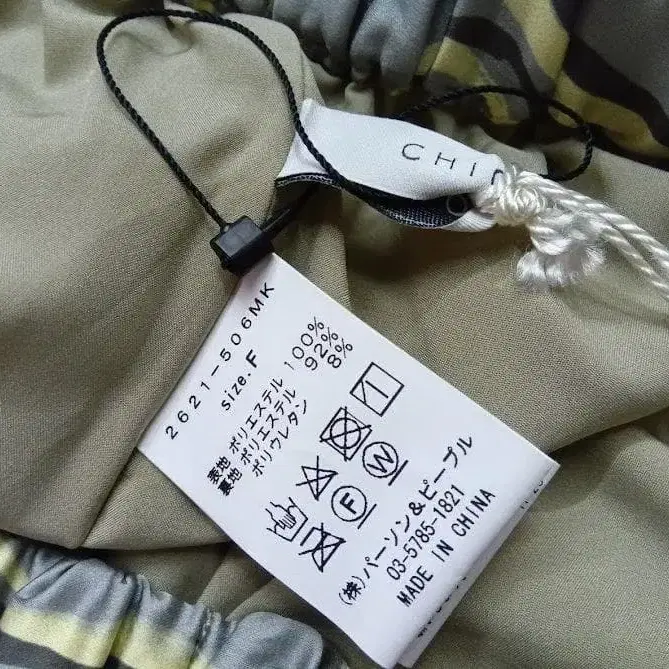 CHI
2621-506MK
size.F
表地 ポリエステル 100%
裏地 ポリエステル 92%
ポリウレタン 8%
F W
(株)パーソン&ピープル
03-5785-1821
MADE IN CHINA